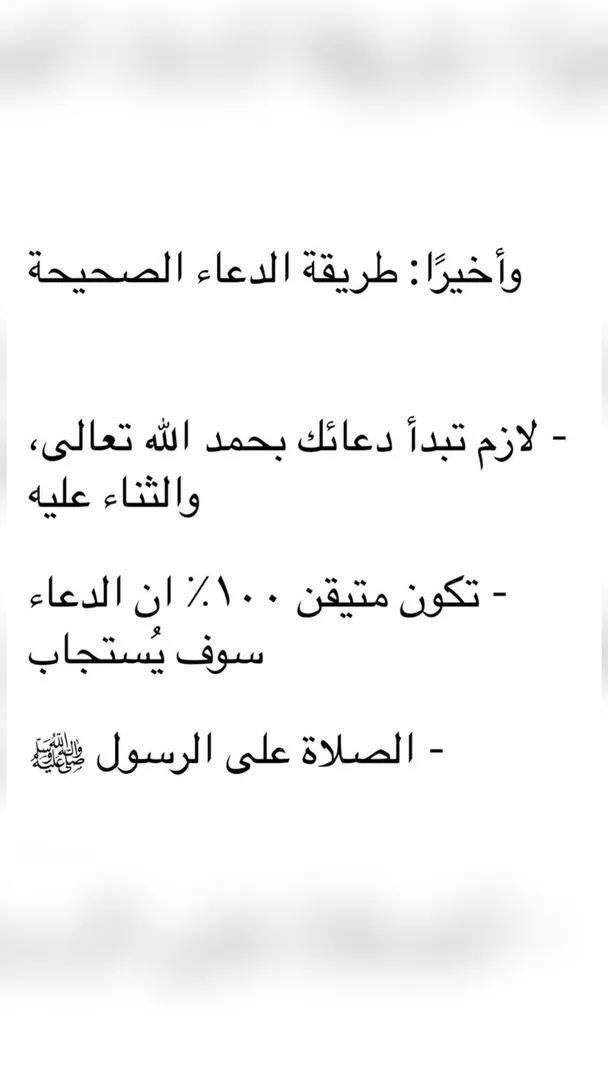 وأخيرًا: طريقة الدعاء الصحيحة
- لازم تبدأ دعائك بحمد الله تعالى،
والثناء عليه
- تكون متيقن ١٠٠٪ ان الدعاء
سوف يُستجاب
- الصلاة على الرسول ﷺ